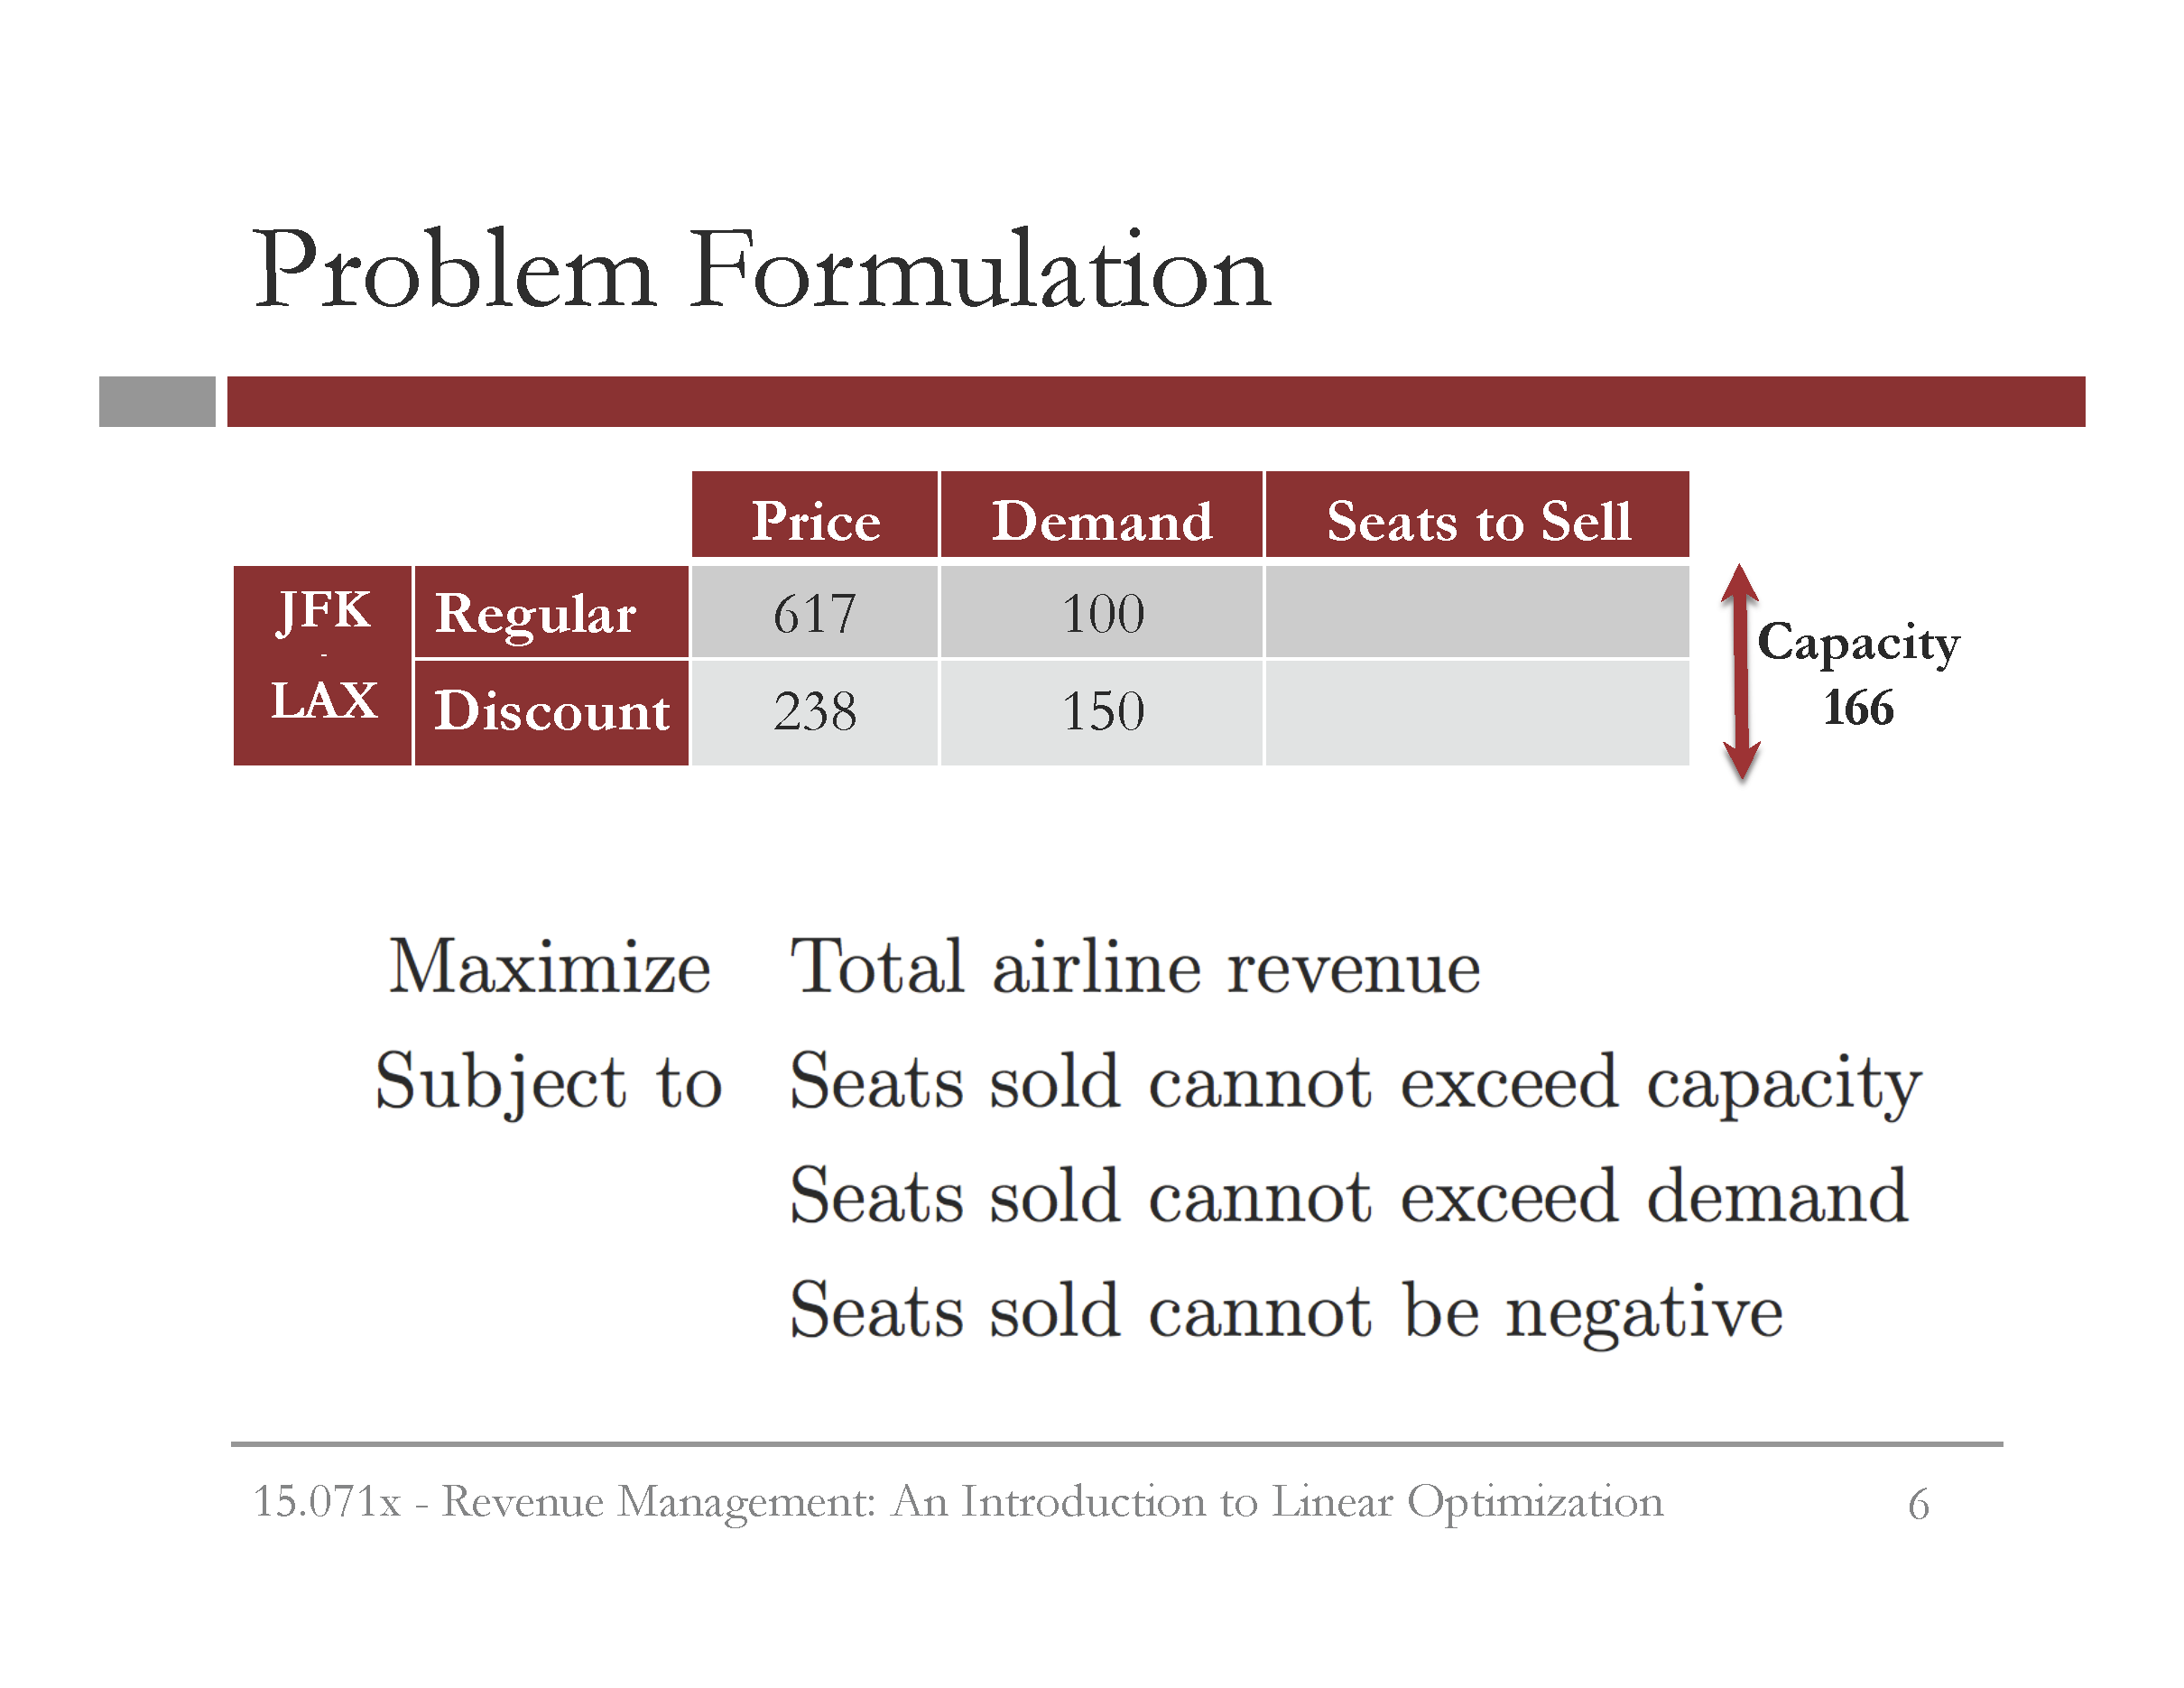 Problem Formulation
Price Demand Seats to Sell
JFK
-
LAX
Regular 617 100
Discount 238 150
Capacity
166
Maximize Total airline revenue
Subject to Seats sold cannot exceed capacity
Seats sold cannot exceed demand
Seats sold cannot be negative
15.071x - Revenue Management: An Introduction to Linear Optimization 6